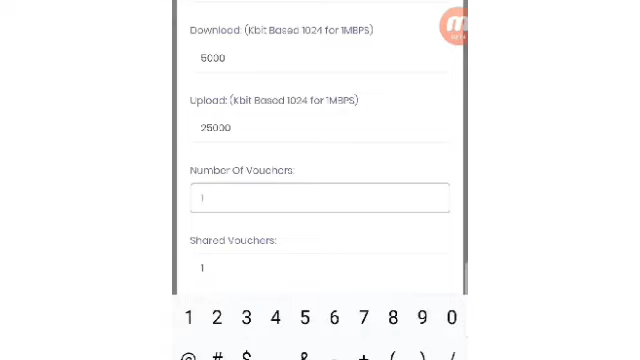 Download: (Kbit Based 1024 for 1MBPS)
5000
Upload: (Kbit Based 1024 for 1MBPS)
25000
Number Of Vouchers:
1
Shared Vouchers:
1
1 2 3 4 5 6 7 8 9 0
@ # $ & - + ( ) /